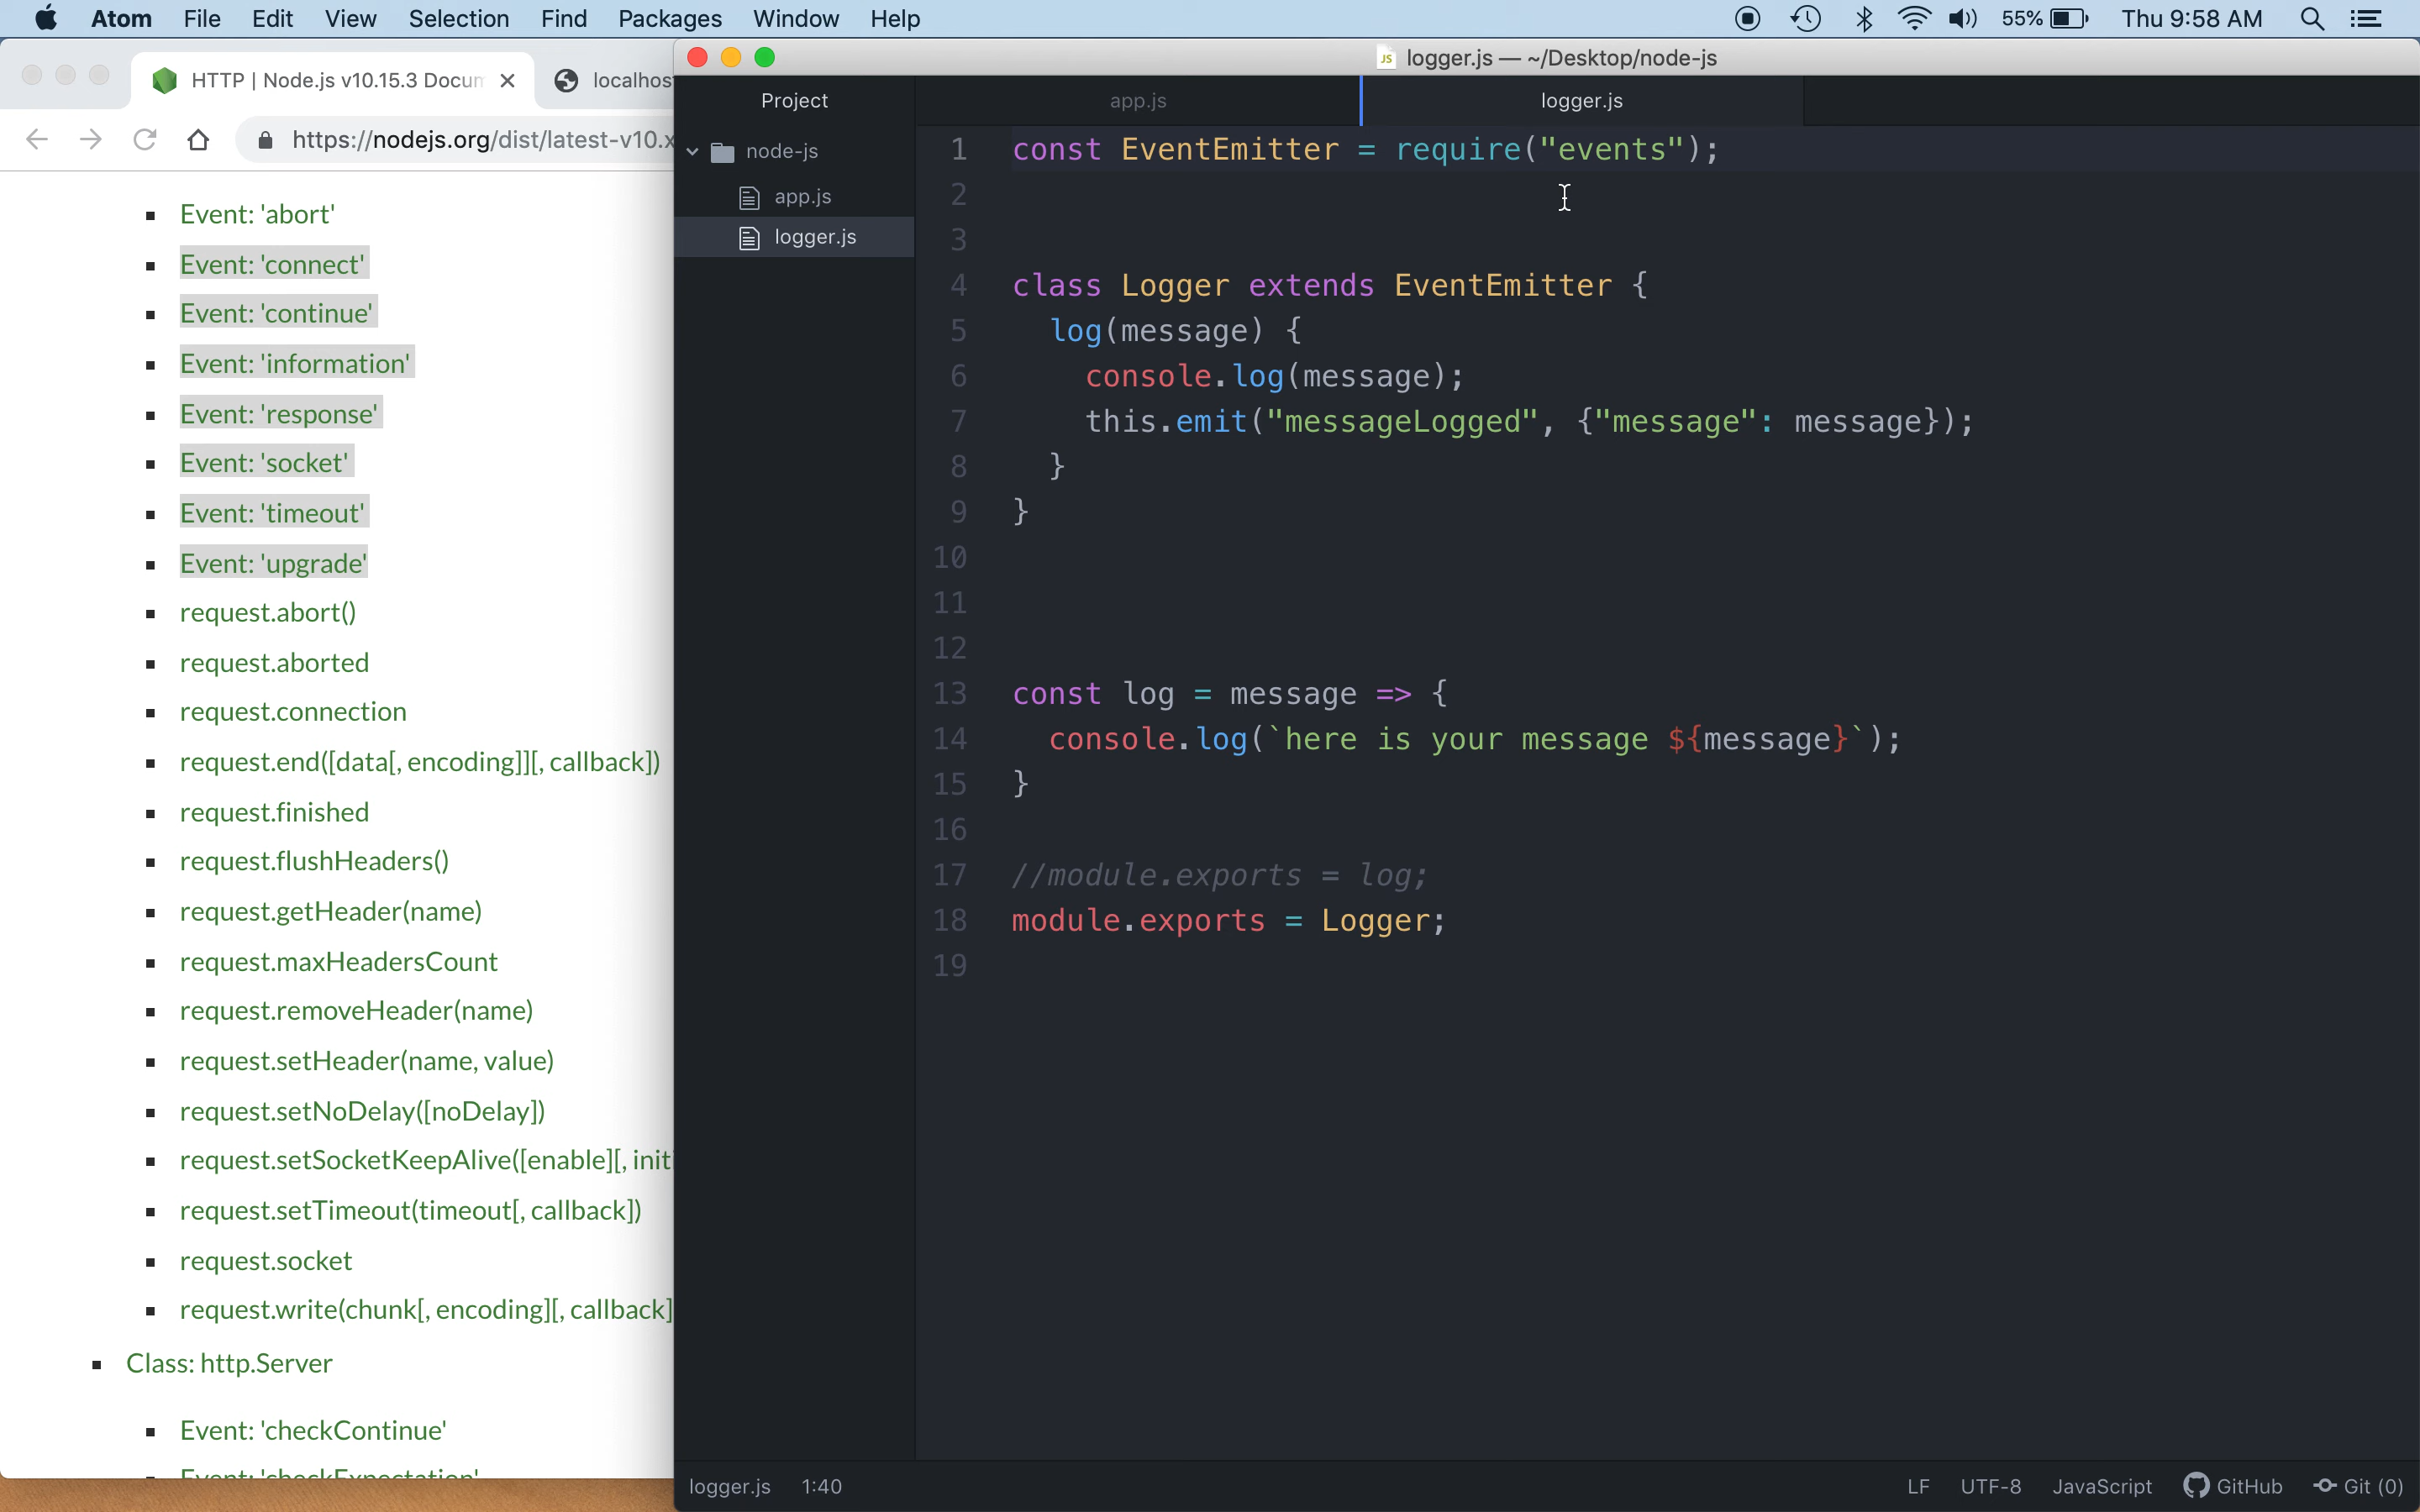 Atom File Edit View Selection Find Packages Window Help 55% Thu 9:58 AM
HTTP | Node.js v10.15.3 Docum localhos
https://nodejs.org/dist/latest-v10.x
Event: 'abort'
Event: 'connect'
Event: 'continue'
Event: 'information'
Event: 'response'
Event: 'socket'
Event: 'timeout'
Event: 'upgrade'
request.abort()
request.aborted
request.connection
request.end([data[, encoding]][, callback])
request.finished
request.flushHeaders()
request.getHeader(name)
request.maxHeadersCount
request.removeHeader(name)
request.setHeader(name, value)
request.setNoDelay([noDelay])
request.setSocketKeepAlive([enable][, initi
request.setTimeout(timeout[, callback])
request.socket
request.write(chunk[, encoding][, callback]
Class: http.Server
Event: 'checkContinue'
Event: 'checkExpectation'
JS logger.js — ~/Desktop/node-js
Project
node-js
app.js
logger.js
app.js logger.js
1 const EventEmitter = require("events");
2
3
4 class Logger extends EventEmitter {
5 log(message) {
6 console.log(message);
7 this.emit("messageLogged", {"message": message});
8 }
9 }
10
11
12
13 const log = message => {
14 console.log(`here is your message ${message}`);
15 }
16
17 //module.exports = log;
18 module.exports = Logger;
19
logger.js 1:40 LF UTF-8 JavaScript GitHub Git (0)